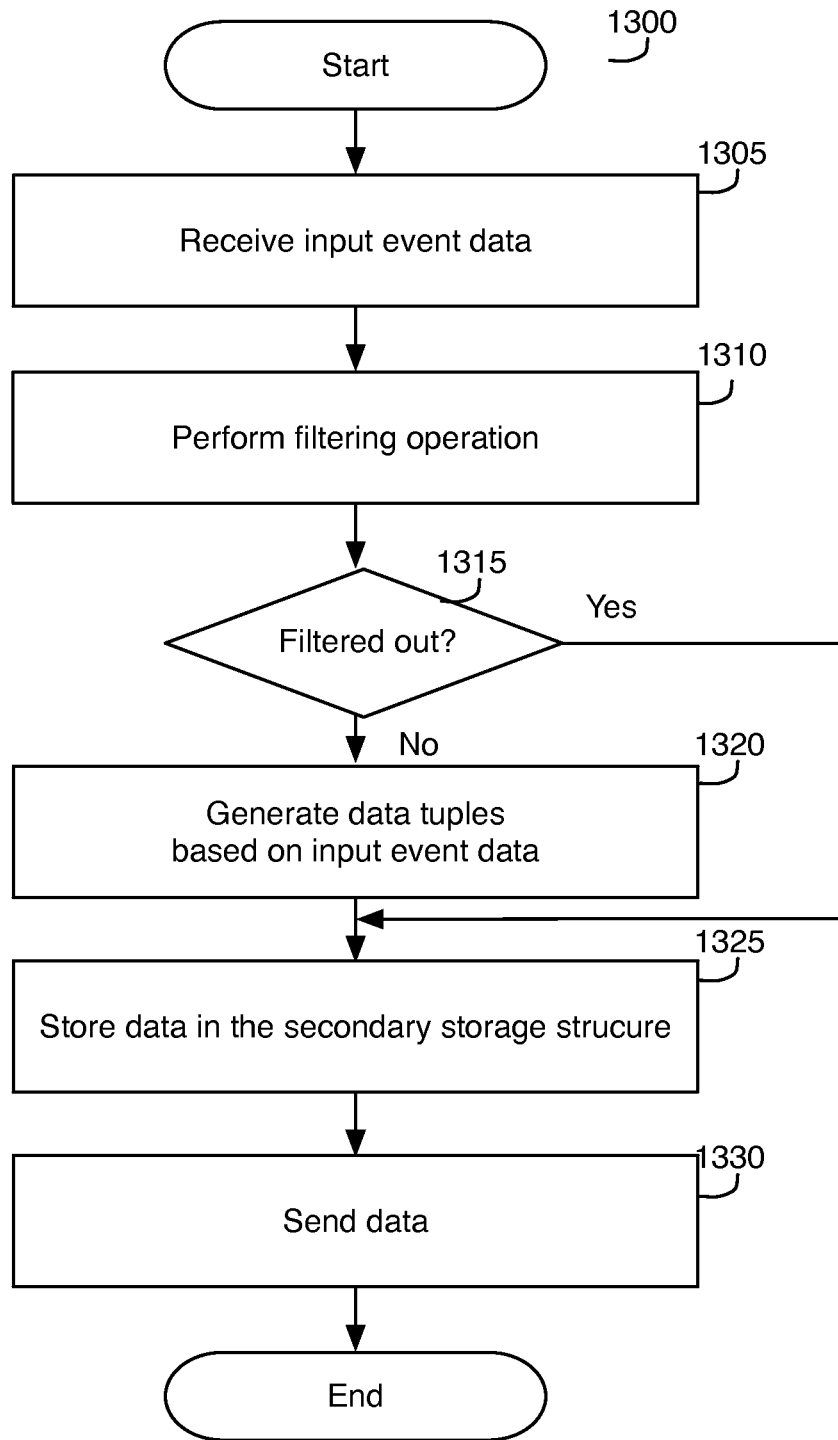 1300
Start
1305
Receive input event data
1310
Perform filtering operation
1315
Yes
Filtered out?
No
1320
Generate data tuples
based on input event data
1325
Store data in the secondary storage strucure
1330
Send data
End